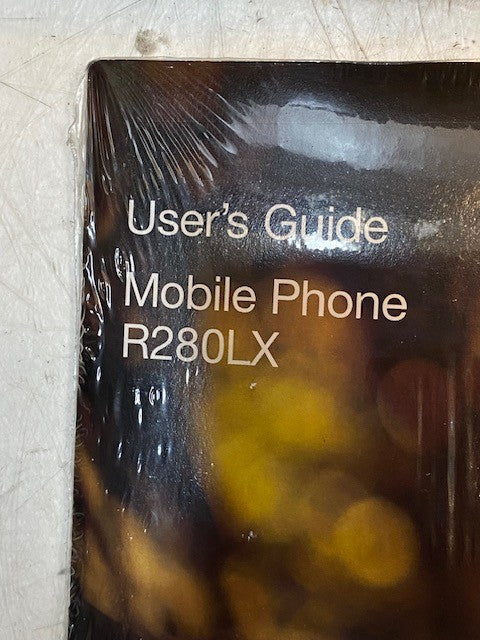 User's Guide
Mobile Phone
R280LX